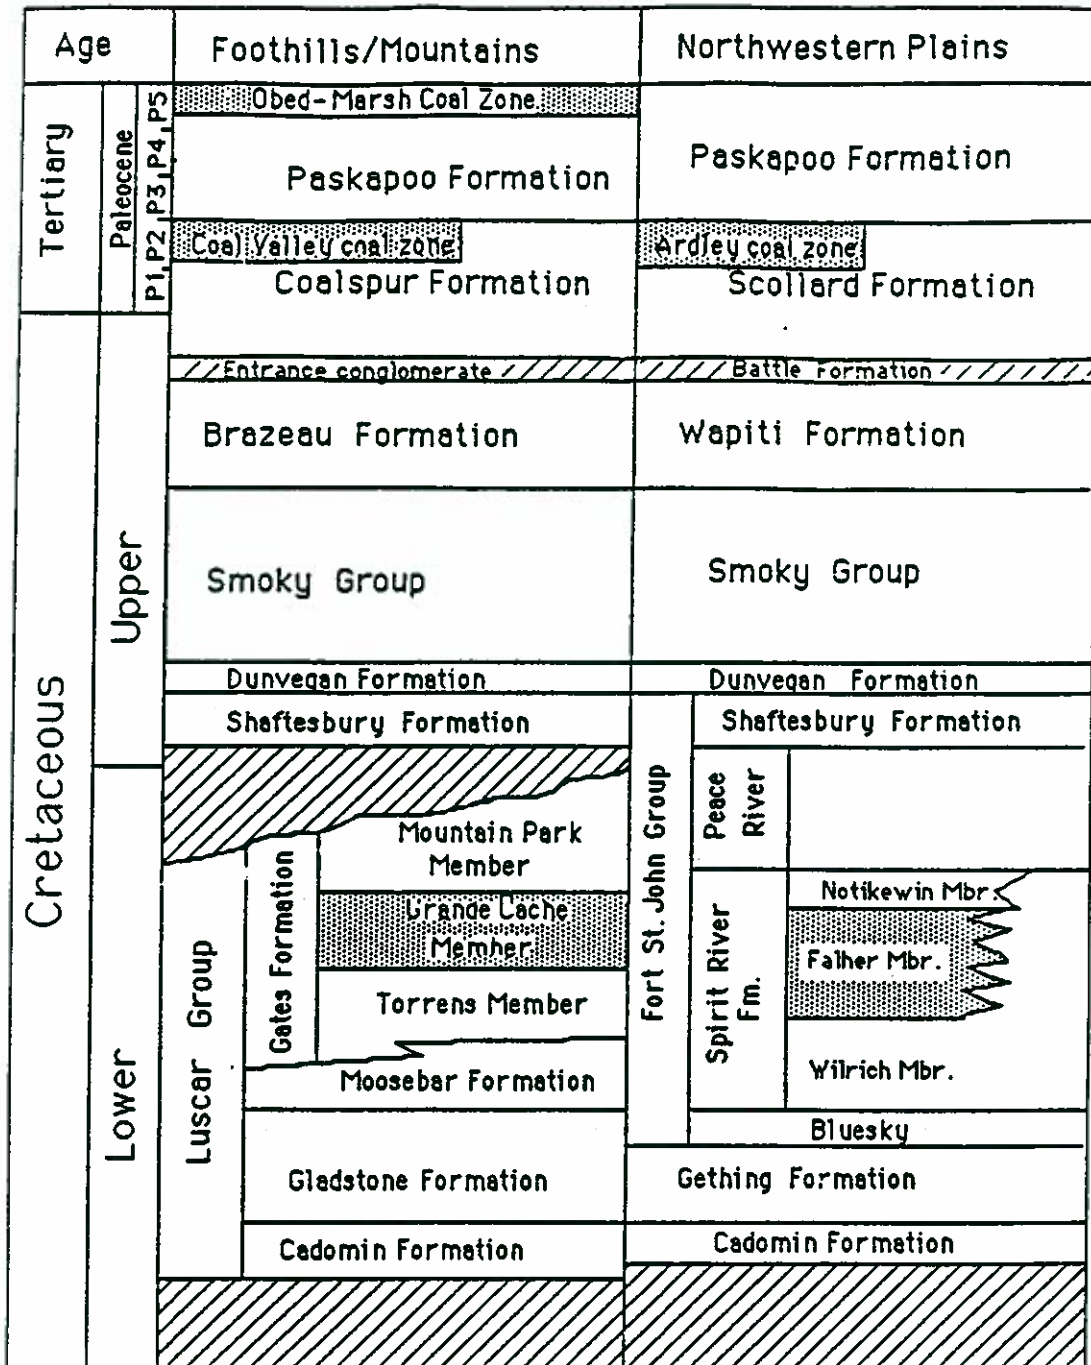 Age
Foothills/Mountains
Northwestern Plains
Tertiary
Paleocene
P1,P2, P3,P4, P5
Obed-Marsh Coal Zone
Paskapoo Formation
Paskapoo Formation
Coal Valley coal zone
Ardley coal zone
Coalspur Formation
Scollard Formation
Cretaceous
Upper
Entrance conglomerate
Battle Formation
Brazeau Formation
Wapiti Formation
Smoky Group
Smoky Group
Dunvegan Formation
Dunvegan Formation
Shaftesbury Formation
Fort St. John Group
Shaftesbury Formation
Lower
Luscar Group
Gates Formation
Mountain Park
Member
Grande Cache
Member
Torrens Member
Moosebar Formation
Gladstone Formation
Cadomin Formation
Peace
River
Spirit River
Fm.
Notikewin Mbr
Falher Mbr.
Wilrich Mbr.
Bluesky
Gething Formation
Cadomin Formation